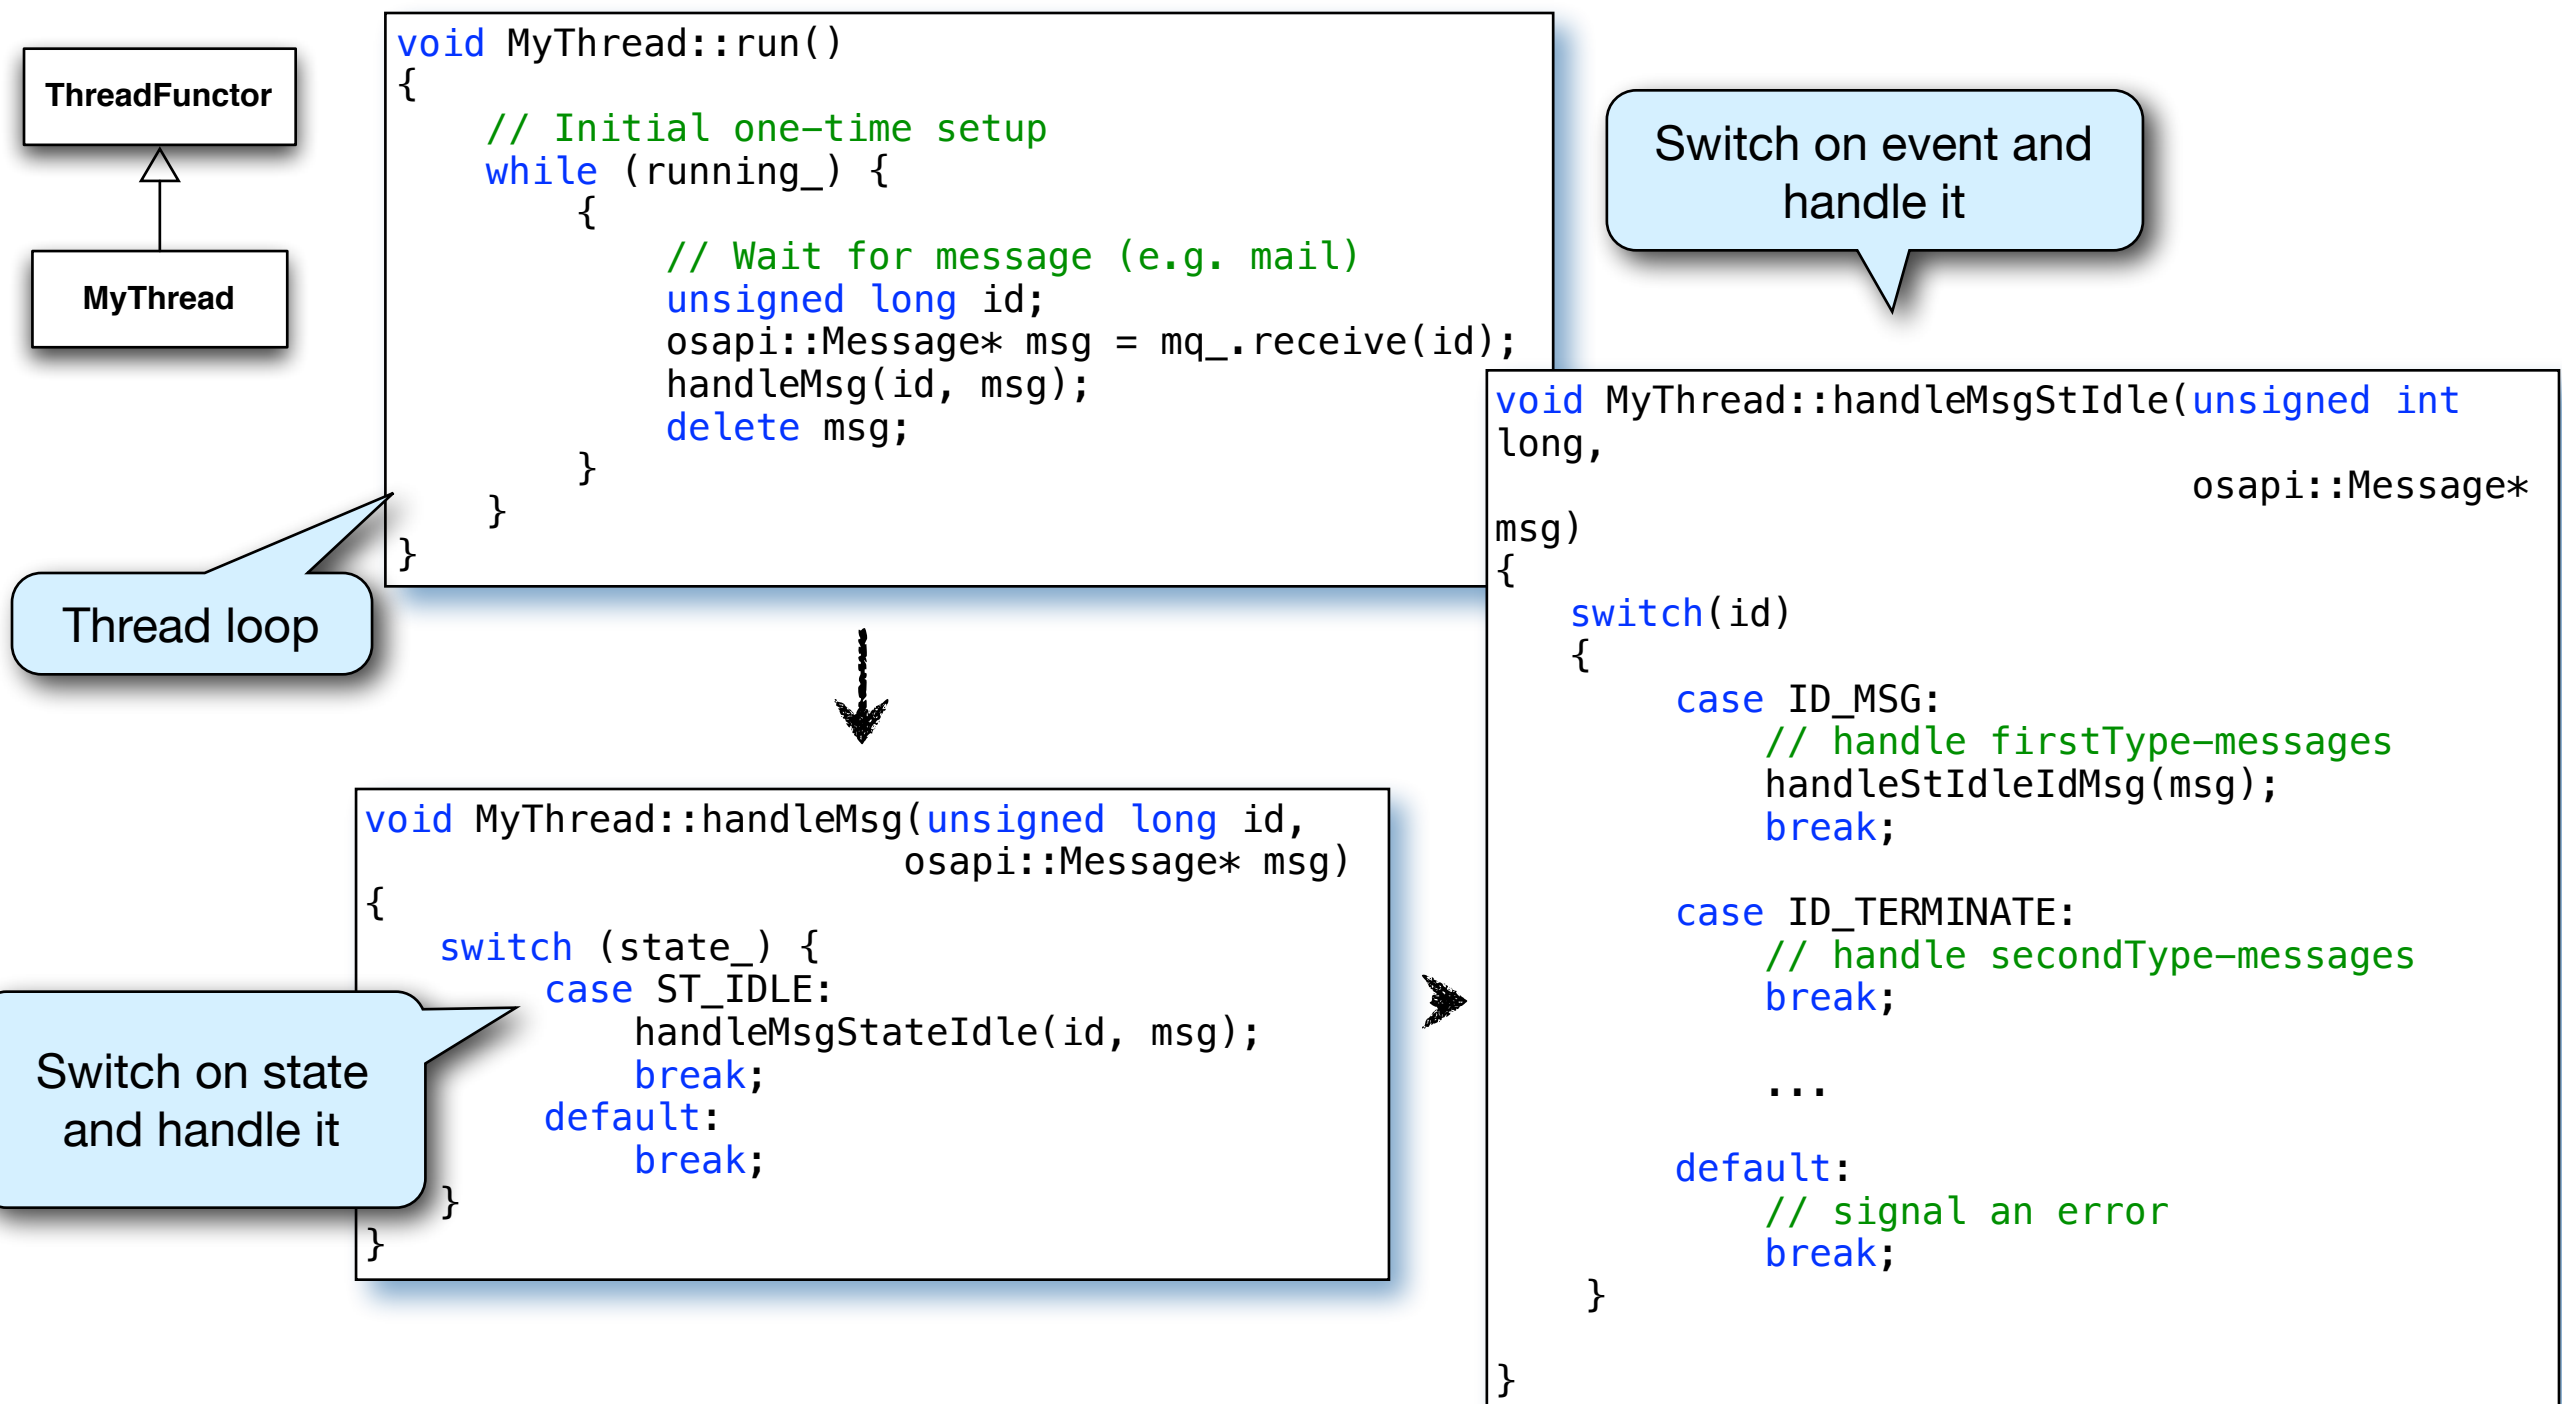 ThreadFunctor
MyThread
void MyThread::run()
{
// Initial one-time setup
while (running_) {
{
// Wait for message (e.g. mail)
unsigned long id;
osapi::Message* msg = mq_.receive(id);
handleMsg(id, msg);
delete msg;
}
}
}
Thread loop
void MyThread::handleMsg(unsigned long id,
osapi::Message* msg)
{
switch (state_) {
case ST_IDLE:
handleMsgStateIdle(id, msg);
break;
default:
break;
}
}
Switch on state
and handle it
Switch on event and
handle it
void MyThread::handleMsgStIdle(unsigned int
long,
osapi::Message*
msg)
{
switch(id)
{
case ID_MSG:
// handle firstType-messages
handleStIdleIdMsg(msg);
break;
case ID_TERMINATE:
// handle secondType-messages
break;
...
default:
// signal an error
break;
}
}